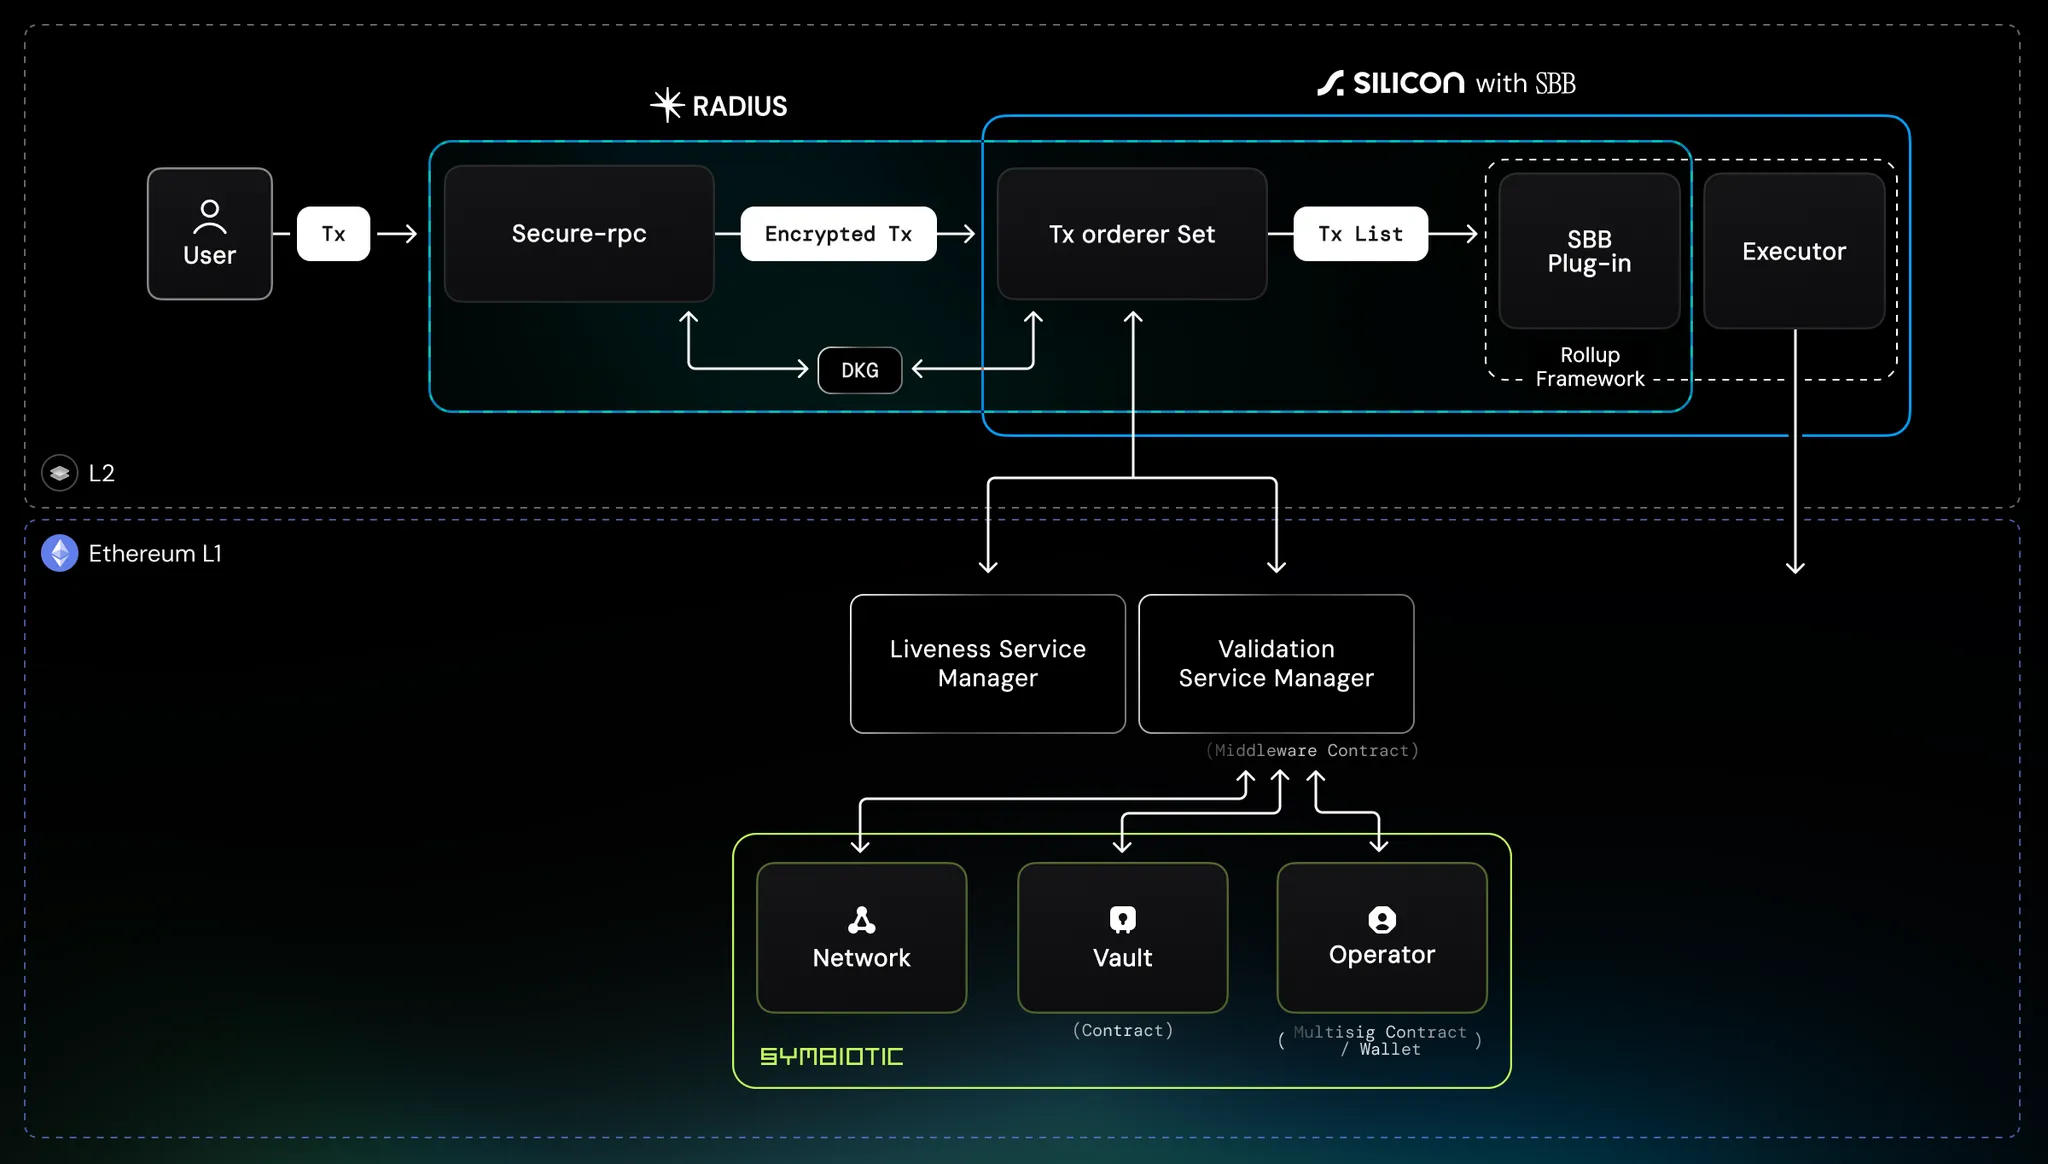 RADIUS
SILICON with SBB
User
Tx
Secure-rpc
Encrypted Tx
Tx orderer Set
Tx List
SBB
Plug-in
Executor
DKG
Rollup
Framework
L2
Ethereum L1
Liveness Service
Manager
Validation
Service Manager
(Middleware Contract)
Network
Vault
Operator
(Contract)
( Multisig Contract )
/ Wallet
SYMBIOTIC